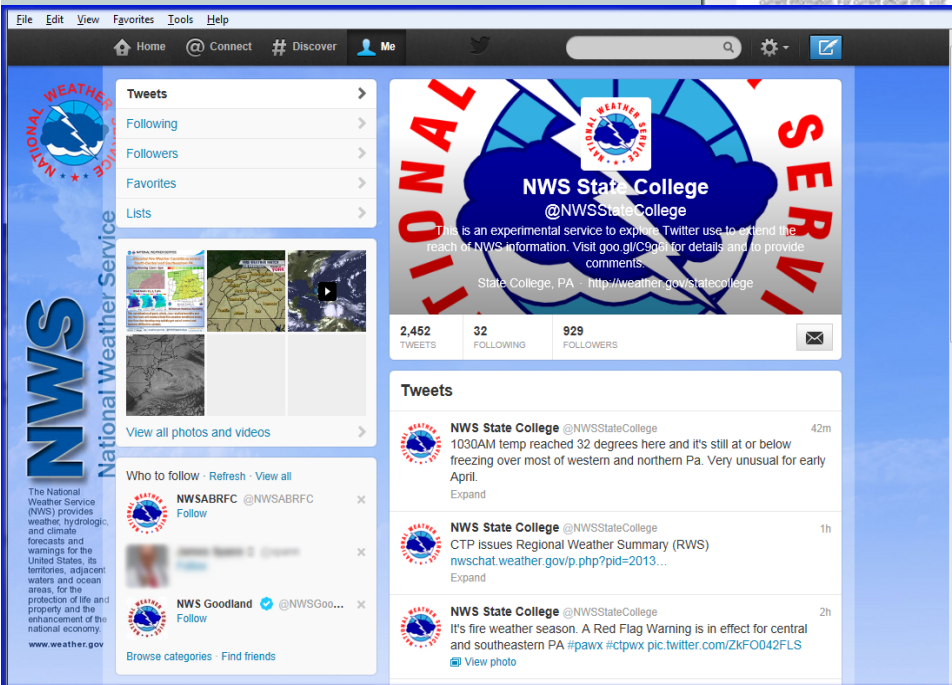 File Edit View Favorites Tools Help
Home Connect Discover Me
Tweets
Following
Followers
Favorites
Lists
View all photos and videos
Who to follow · Refresh · View all
NWSABRFC @NWSABRFC
Follow
NWS Goodland @NWSGoo...
Follow
Browse categories · Find friends
NATIONAL WEATHER SERVICE
NWS
National Weather Service
The National
Weather Service
(NWS) provides
weather, hydrologic,
and climate
forecasts and
warnings for the
United States, its
territories, adjacent
waters and ocean
areas, for the
protection of life and
property and the
enhancement of the
national economy.
www.weather.gov
NATIONAL WEATHER SERVICE
NWS State College
@NWSStateCollege
This is an experimental service to explore Twitter use to extend the
reach of NWS information. Visit goo.gl/C9g6i for details and to provide
comments.
State College, PA · http://weather.gov/statecollege
2,452 32 929
TWEETS FOLLOWING FOLLOWERS
Tweets
NWS State College @NWSStateCollege 42m
1030AM temp reached 32 degrees here and it's still at or below
freezing over most of western and northern Pa. Very unusual for early
April.
Expand
NWS State College @NWSStateCollege 1h
CTP issues Regional Weather Summary (RWS)
nwschat.weather.gov/p.php?pid=2013...
Expand
NWS State College @NWSStateCollege 2h
It's fire weather season. A Red Flag Warning is in effect for central
and southeastern PA #pawx #ctpwx pic.twitter.com/ZkFO042FLS
View photo